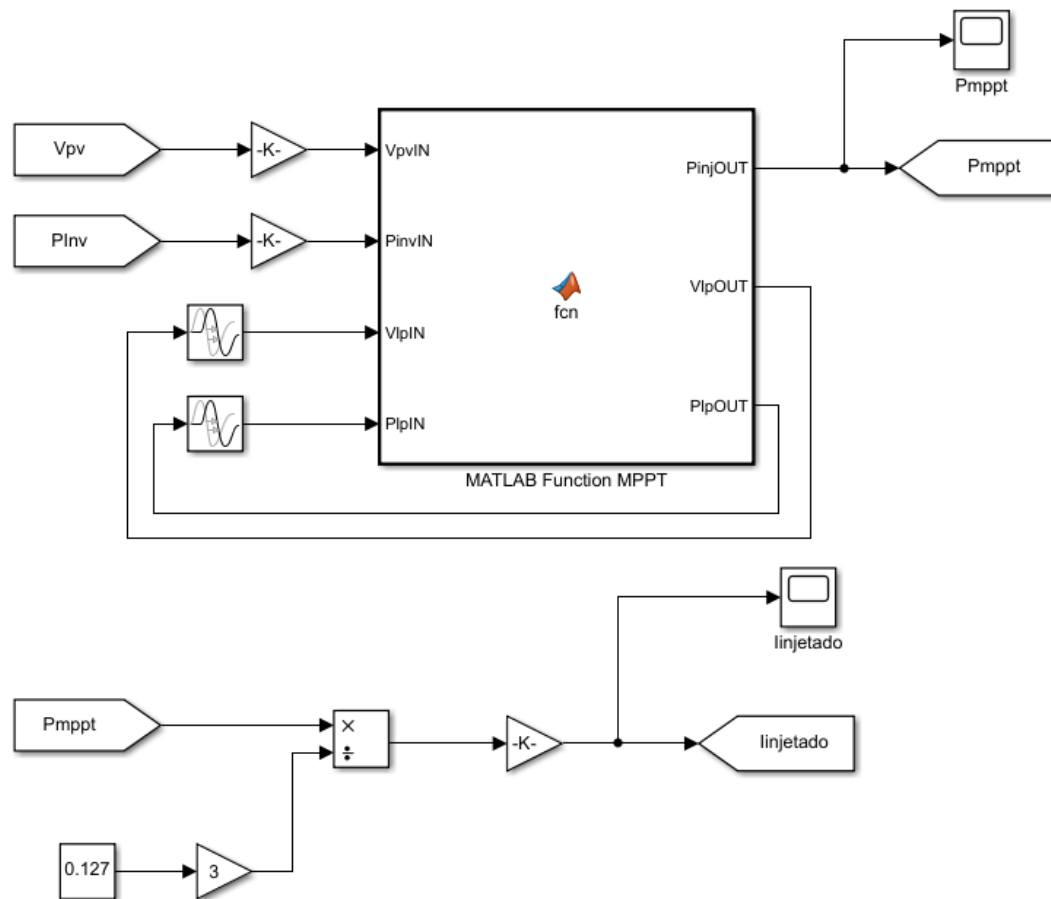 Pmppt
Vpv
-K-
VpvIN
PinjOUT
Pmppt
PInv
-K-
PinvIN
VlpIN
fcn
VlpOUT
PlpIN
PlpOUT
MATLAB Function MPPT
Iinjetado
Pmppt
×
÷
-K-
Iinjetado
0.127
3